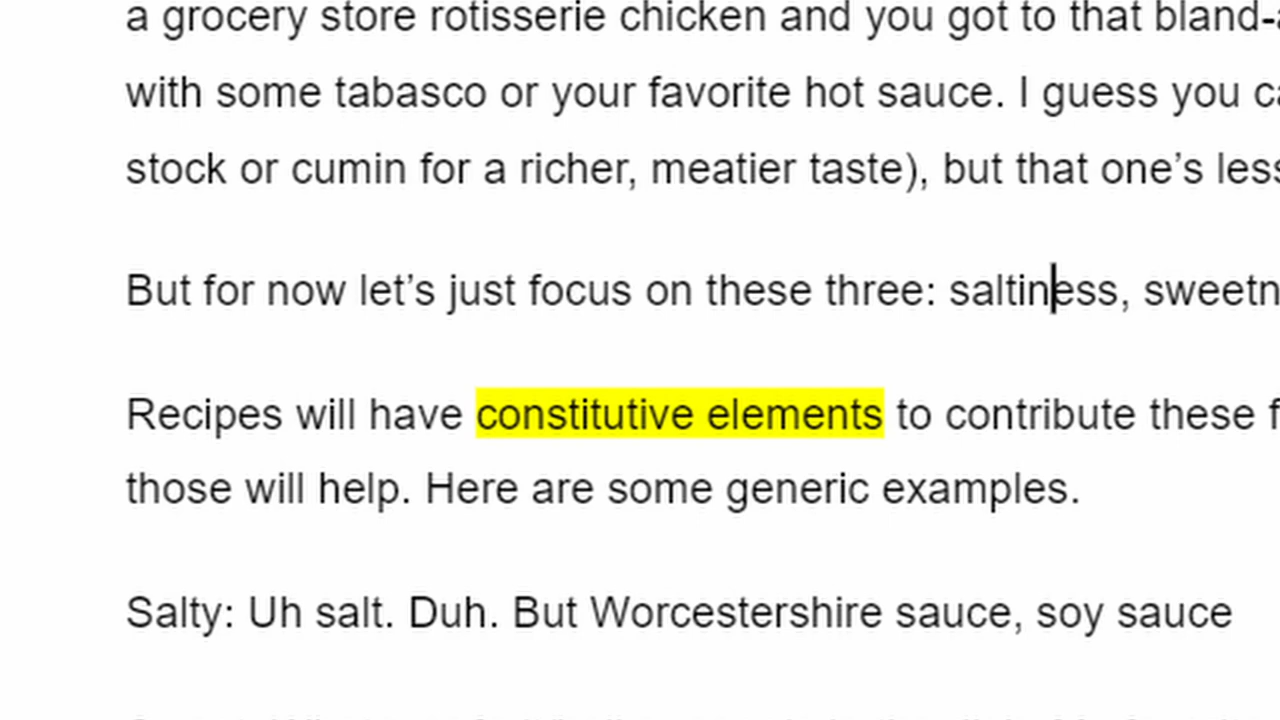 a grocery store rotisserie chicken and you got to that bland-
with some tabasco or your favorite hot sauce. I guess you
stock or cumin for a richer, meatier taste), but that one’s less
But for now let’s just focus on these three: saltiness,
Recipes will have constitutive elements to contribute these
those will help. Here are some generic examples.
Salty: Uh salt. Duh. But Worcestershire sauce, soy sauce